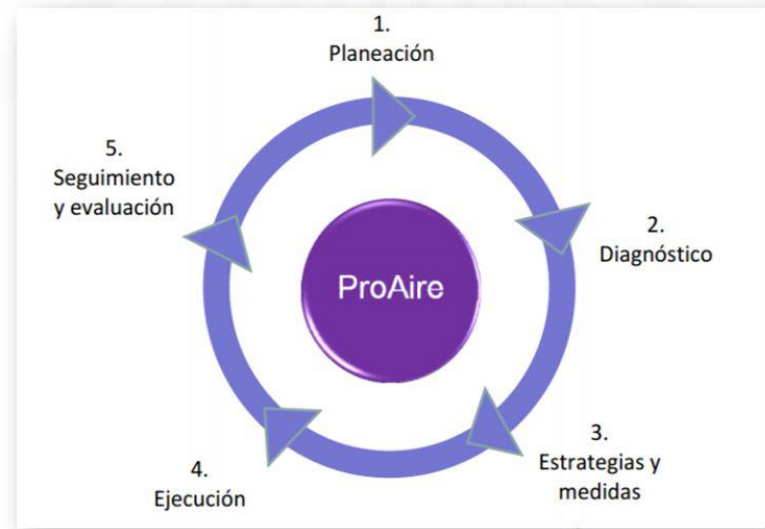 1.
Planeación
2.
Diagnóstico
3.
Estrategias y
medidas
4.
Ejecución
5.
Seguimiento
y evaluación
ProAire